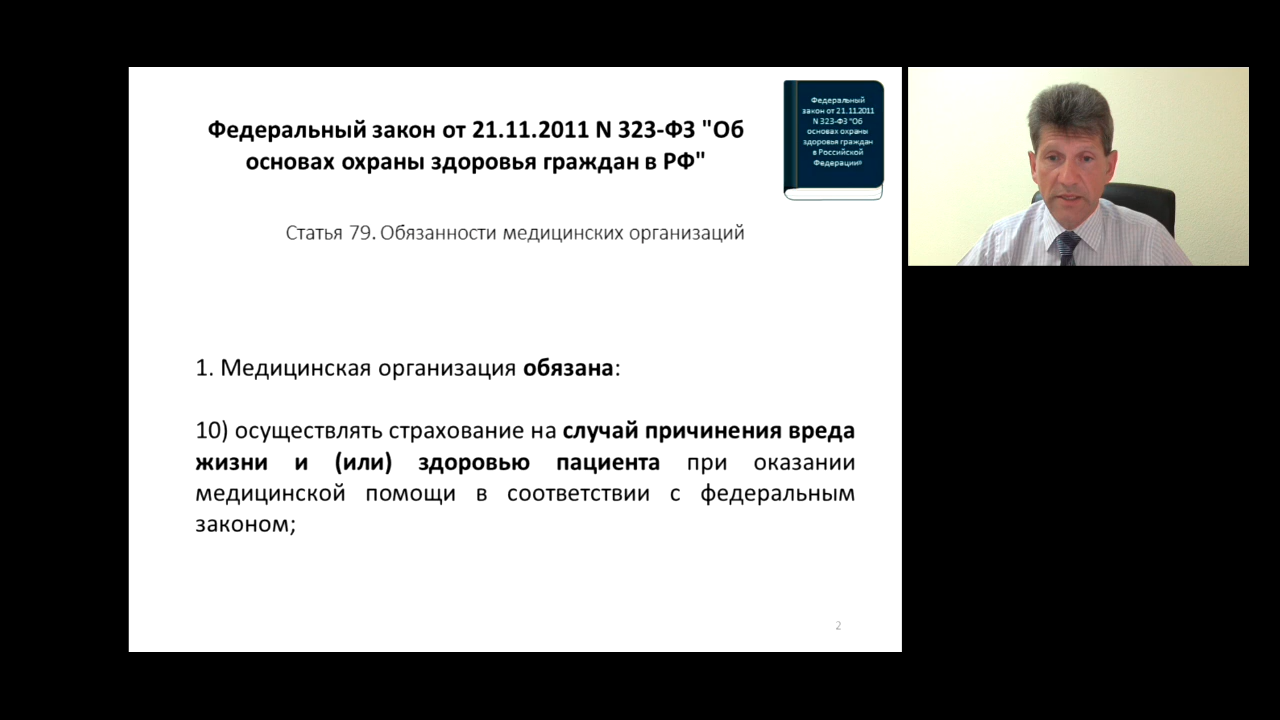 Федеральный закон от 21.11.2011 N 323-ФЗ "Об
основах охраны здоровья граждан в РФ"
Федеральный
закон от 21.11.2011
N 323-ФЗ "Об
основах охраны
здоровья граждан
в Российской
Федерации»
Статья 79. Обязанности медицинских организаций
1. Медицинская организация обязана:
10) осуществлять страхование на случай причинения вреда
жизни и (или) здоровью пациента при оказании
медицинской помощи в соответствии с федеральным
законом;
2